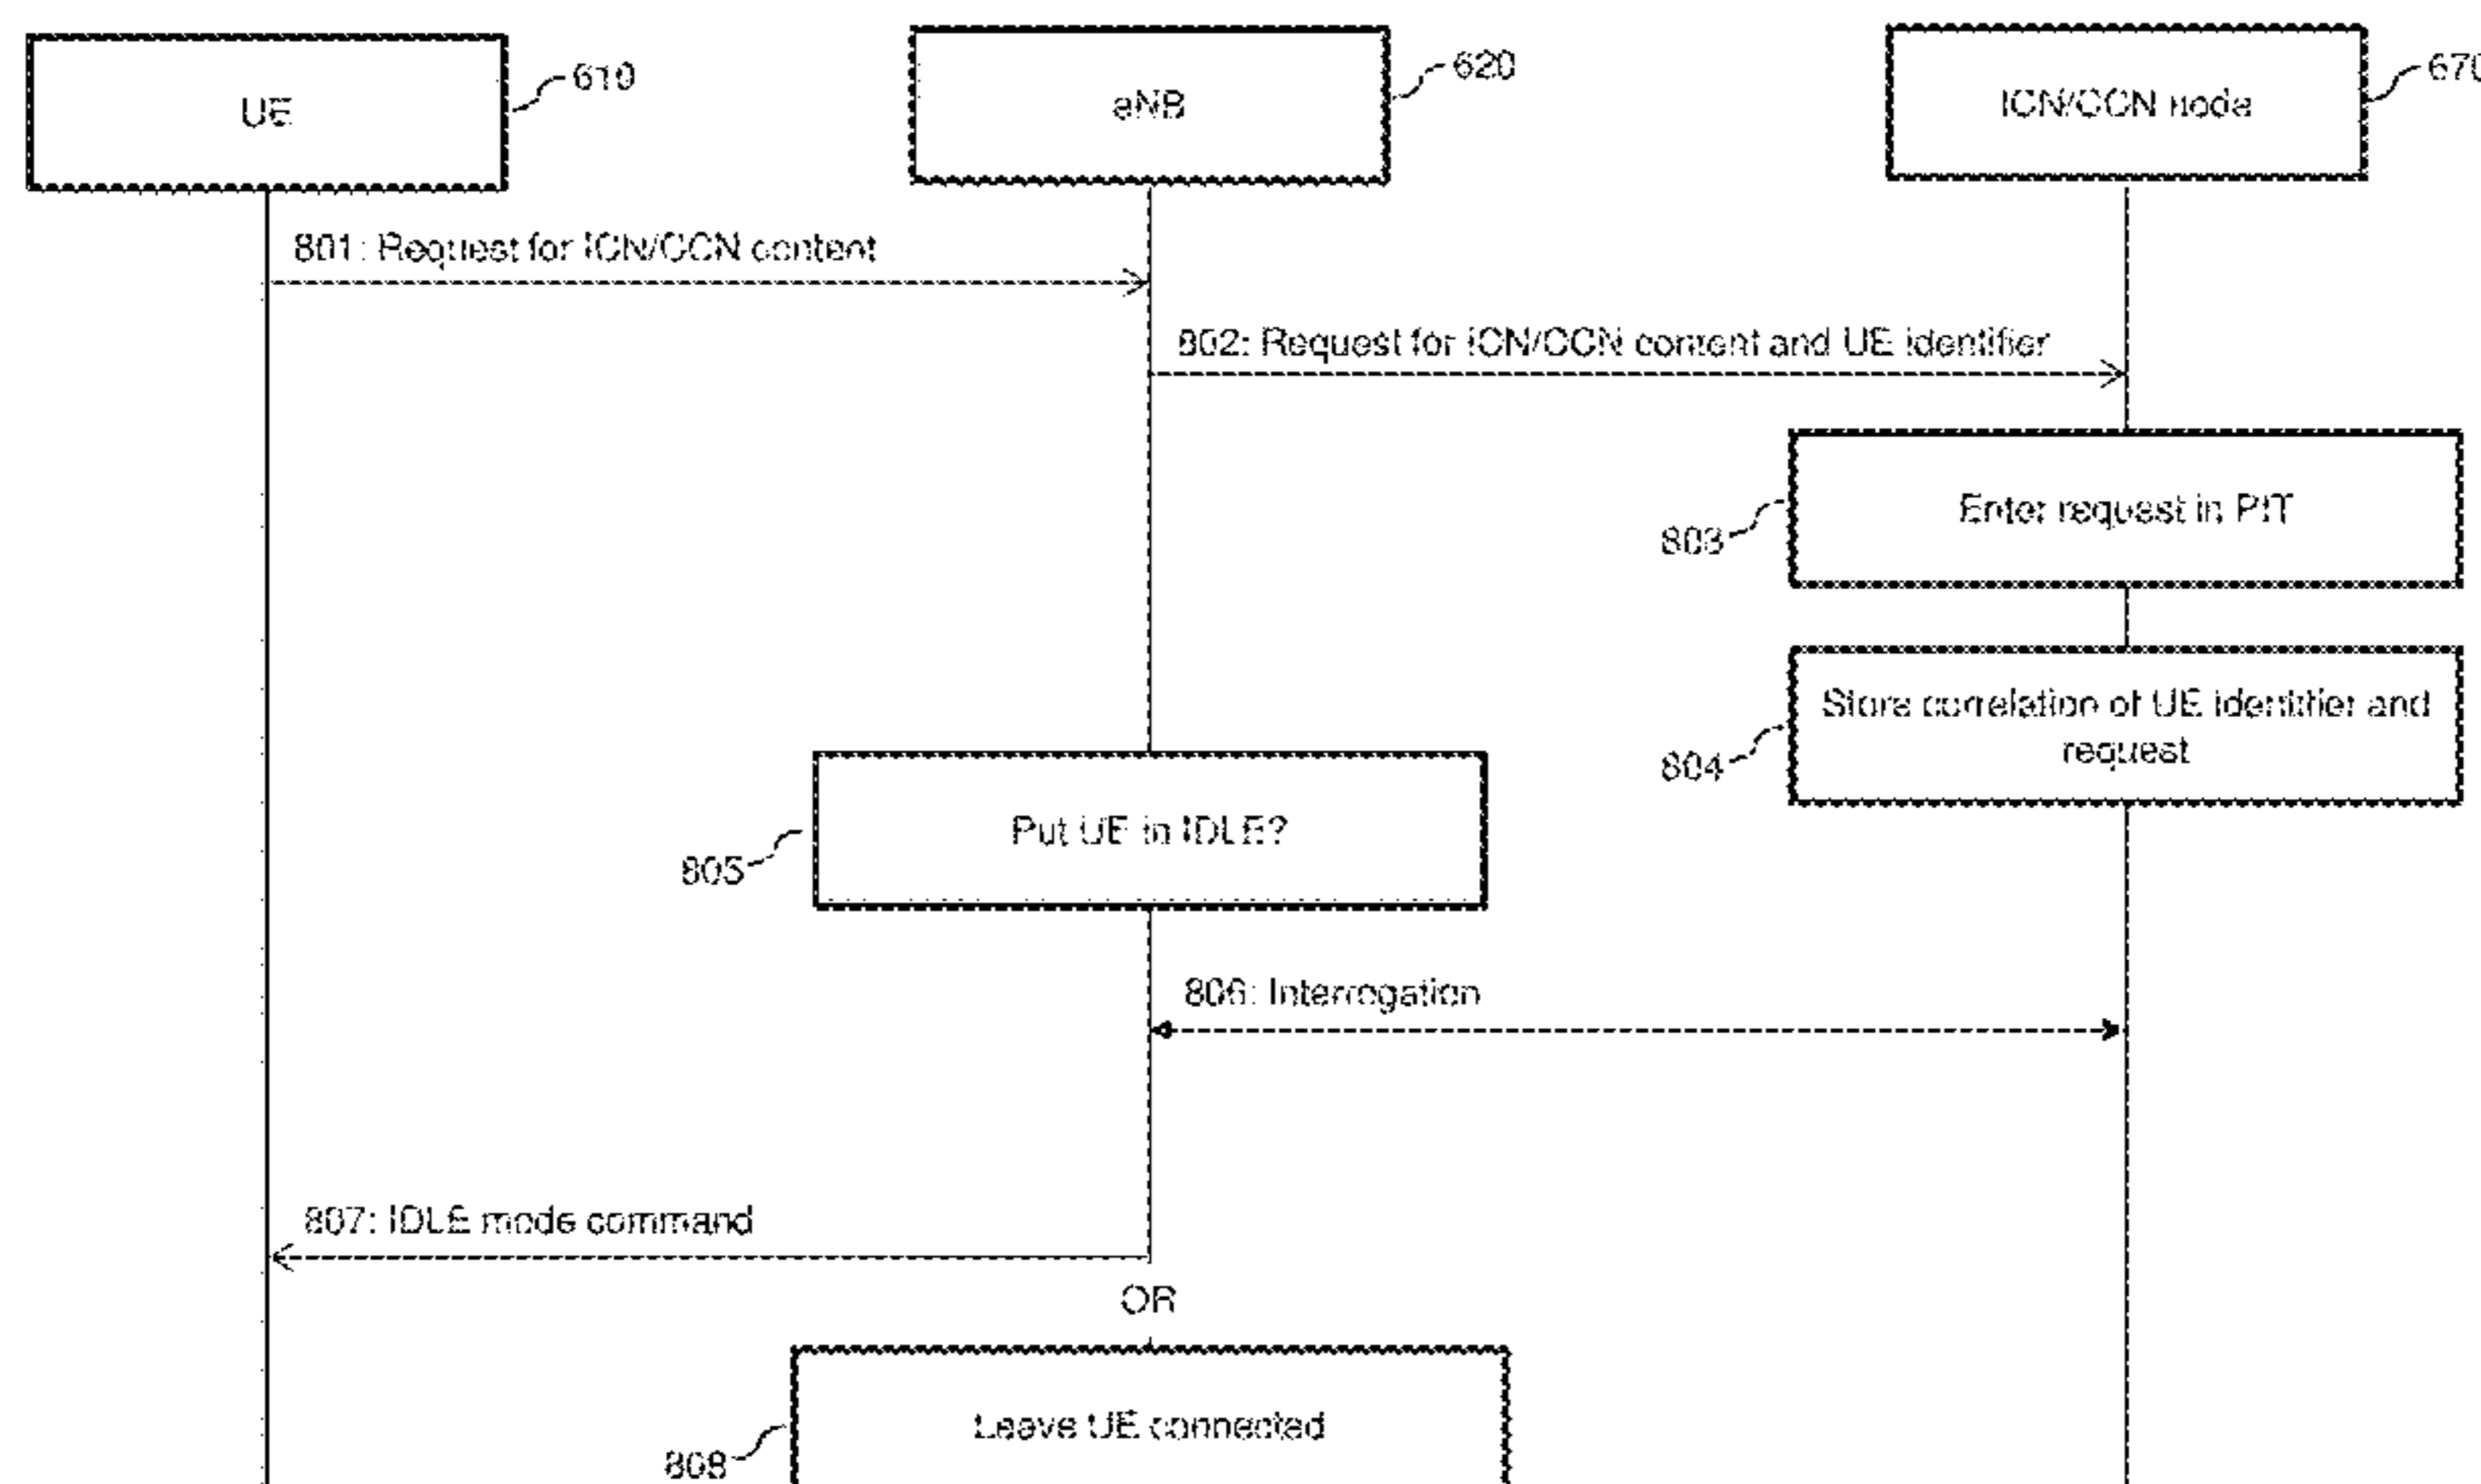 UE
610
eNB
620
ICN/CCN node
670
801: Request for ICN/CCN content
802: Request for ICN/CCN content and UE identifier
803
Enter request in PIT
804
Store correlation of UE identifier and
request
805
Put UE in IDLE?
806: Interrogation
807: IDLE mode command
OR
808
Leave UE connected